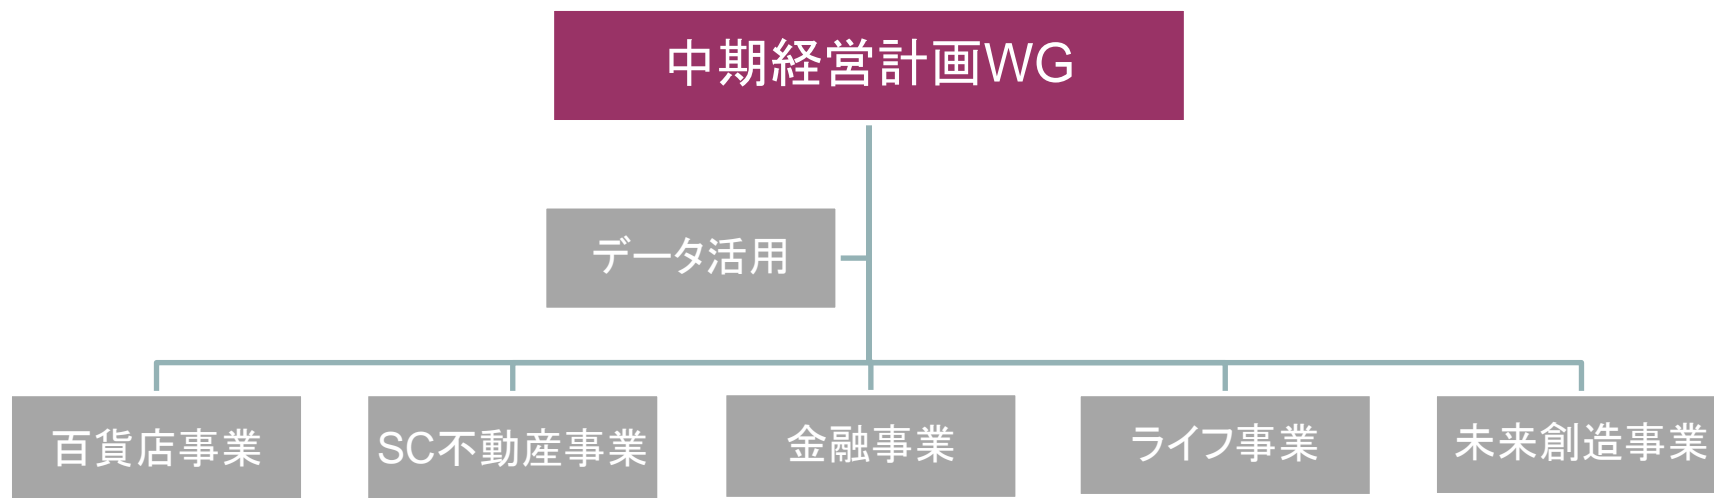 中期経営計画WG
データ活用
百貨店事業
SC不動産事業
金融事業
ライフ事業
未来創造事業